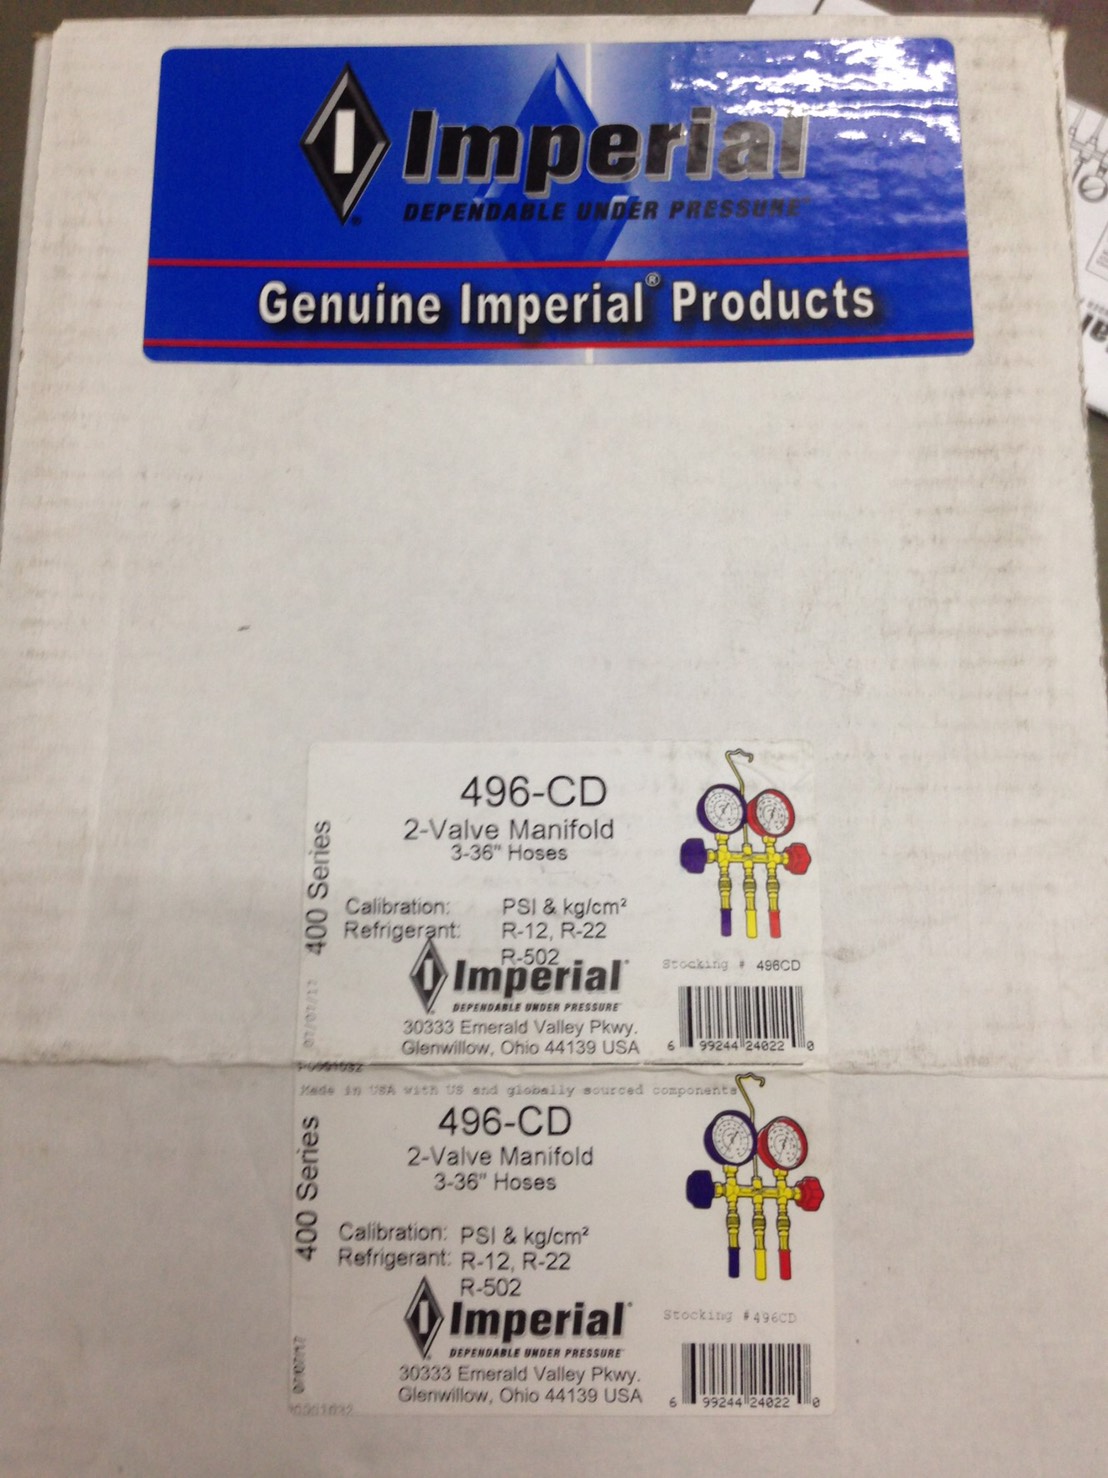 Imperial
DEPENDABLE UNDER PRESSURE™
Genuine Imperial® Products
496-CD
2-Valve Manifold
3-36" Hoses
400 Series
Calibration: PSI & kg/cm²
Refrigerant: R-12, R-22
R-502
Imperial®
DEPENDABLE UNDER PRESSURE™
30333 Emerald Valley Pkwy.
Glenwillow, Ohio 44139 USA
Stocking # 496CD
6 99244 24022 0
Made in USA with US and globally sourced components
496-CD
2-Valve Manifold
3-36" Hoses
400 Series
Calibration: PSI & kg/cm²
Refrigerant: R-12, R-22
R-502
Imperial®
DEPENDABLE UNDER PRESSURE™
30333 Emerald Valley Pkwy.
Glenwillow, Ohio 44139 USA
Stocking #496CD
6 99244 24022 0